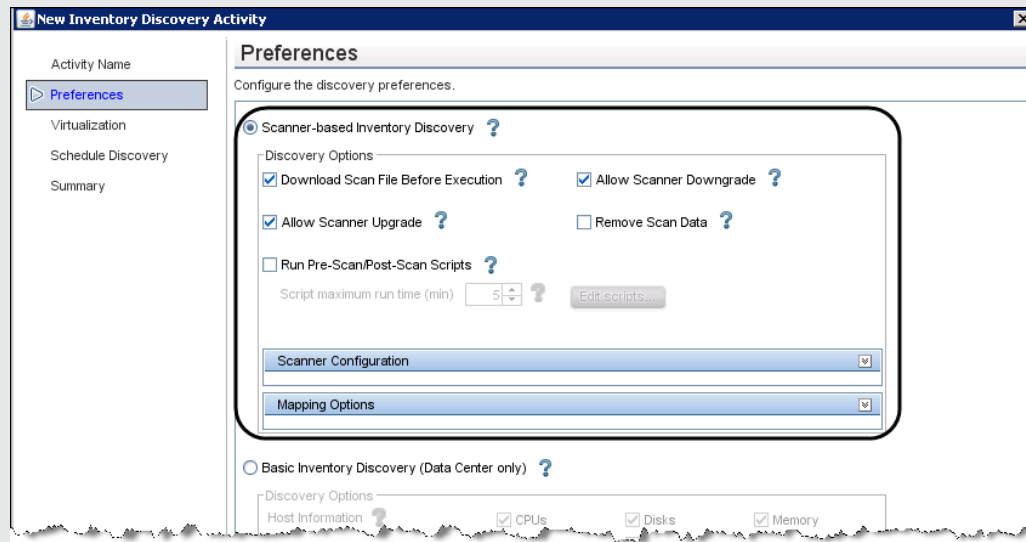 New Inventory Discovery Activity
Activity Name
Preferences
Virtualization
Schedule Discovery
Summary
Preferences
Configure the discovery preferences.
Scanner-based Inventory Discovery ?
Discovery Options
Download Scan File Before Execution ? Allow Scanner Downgrade ?
Allow Scanner Upgrade ? Remove Scan Data ?
Run Pre-Scan/Post-Scan Scripts ?
Script maximum run time (min) 5 ? Edit scripts...
Scanner Configuration
Mapping Options
Basic Inventory Discovery (Data Center only) ?
Discovery Options
Host Information ? CPUs Disks Memory